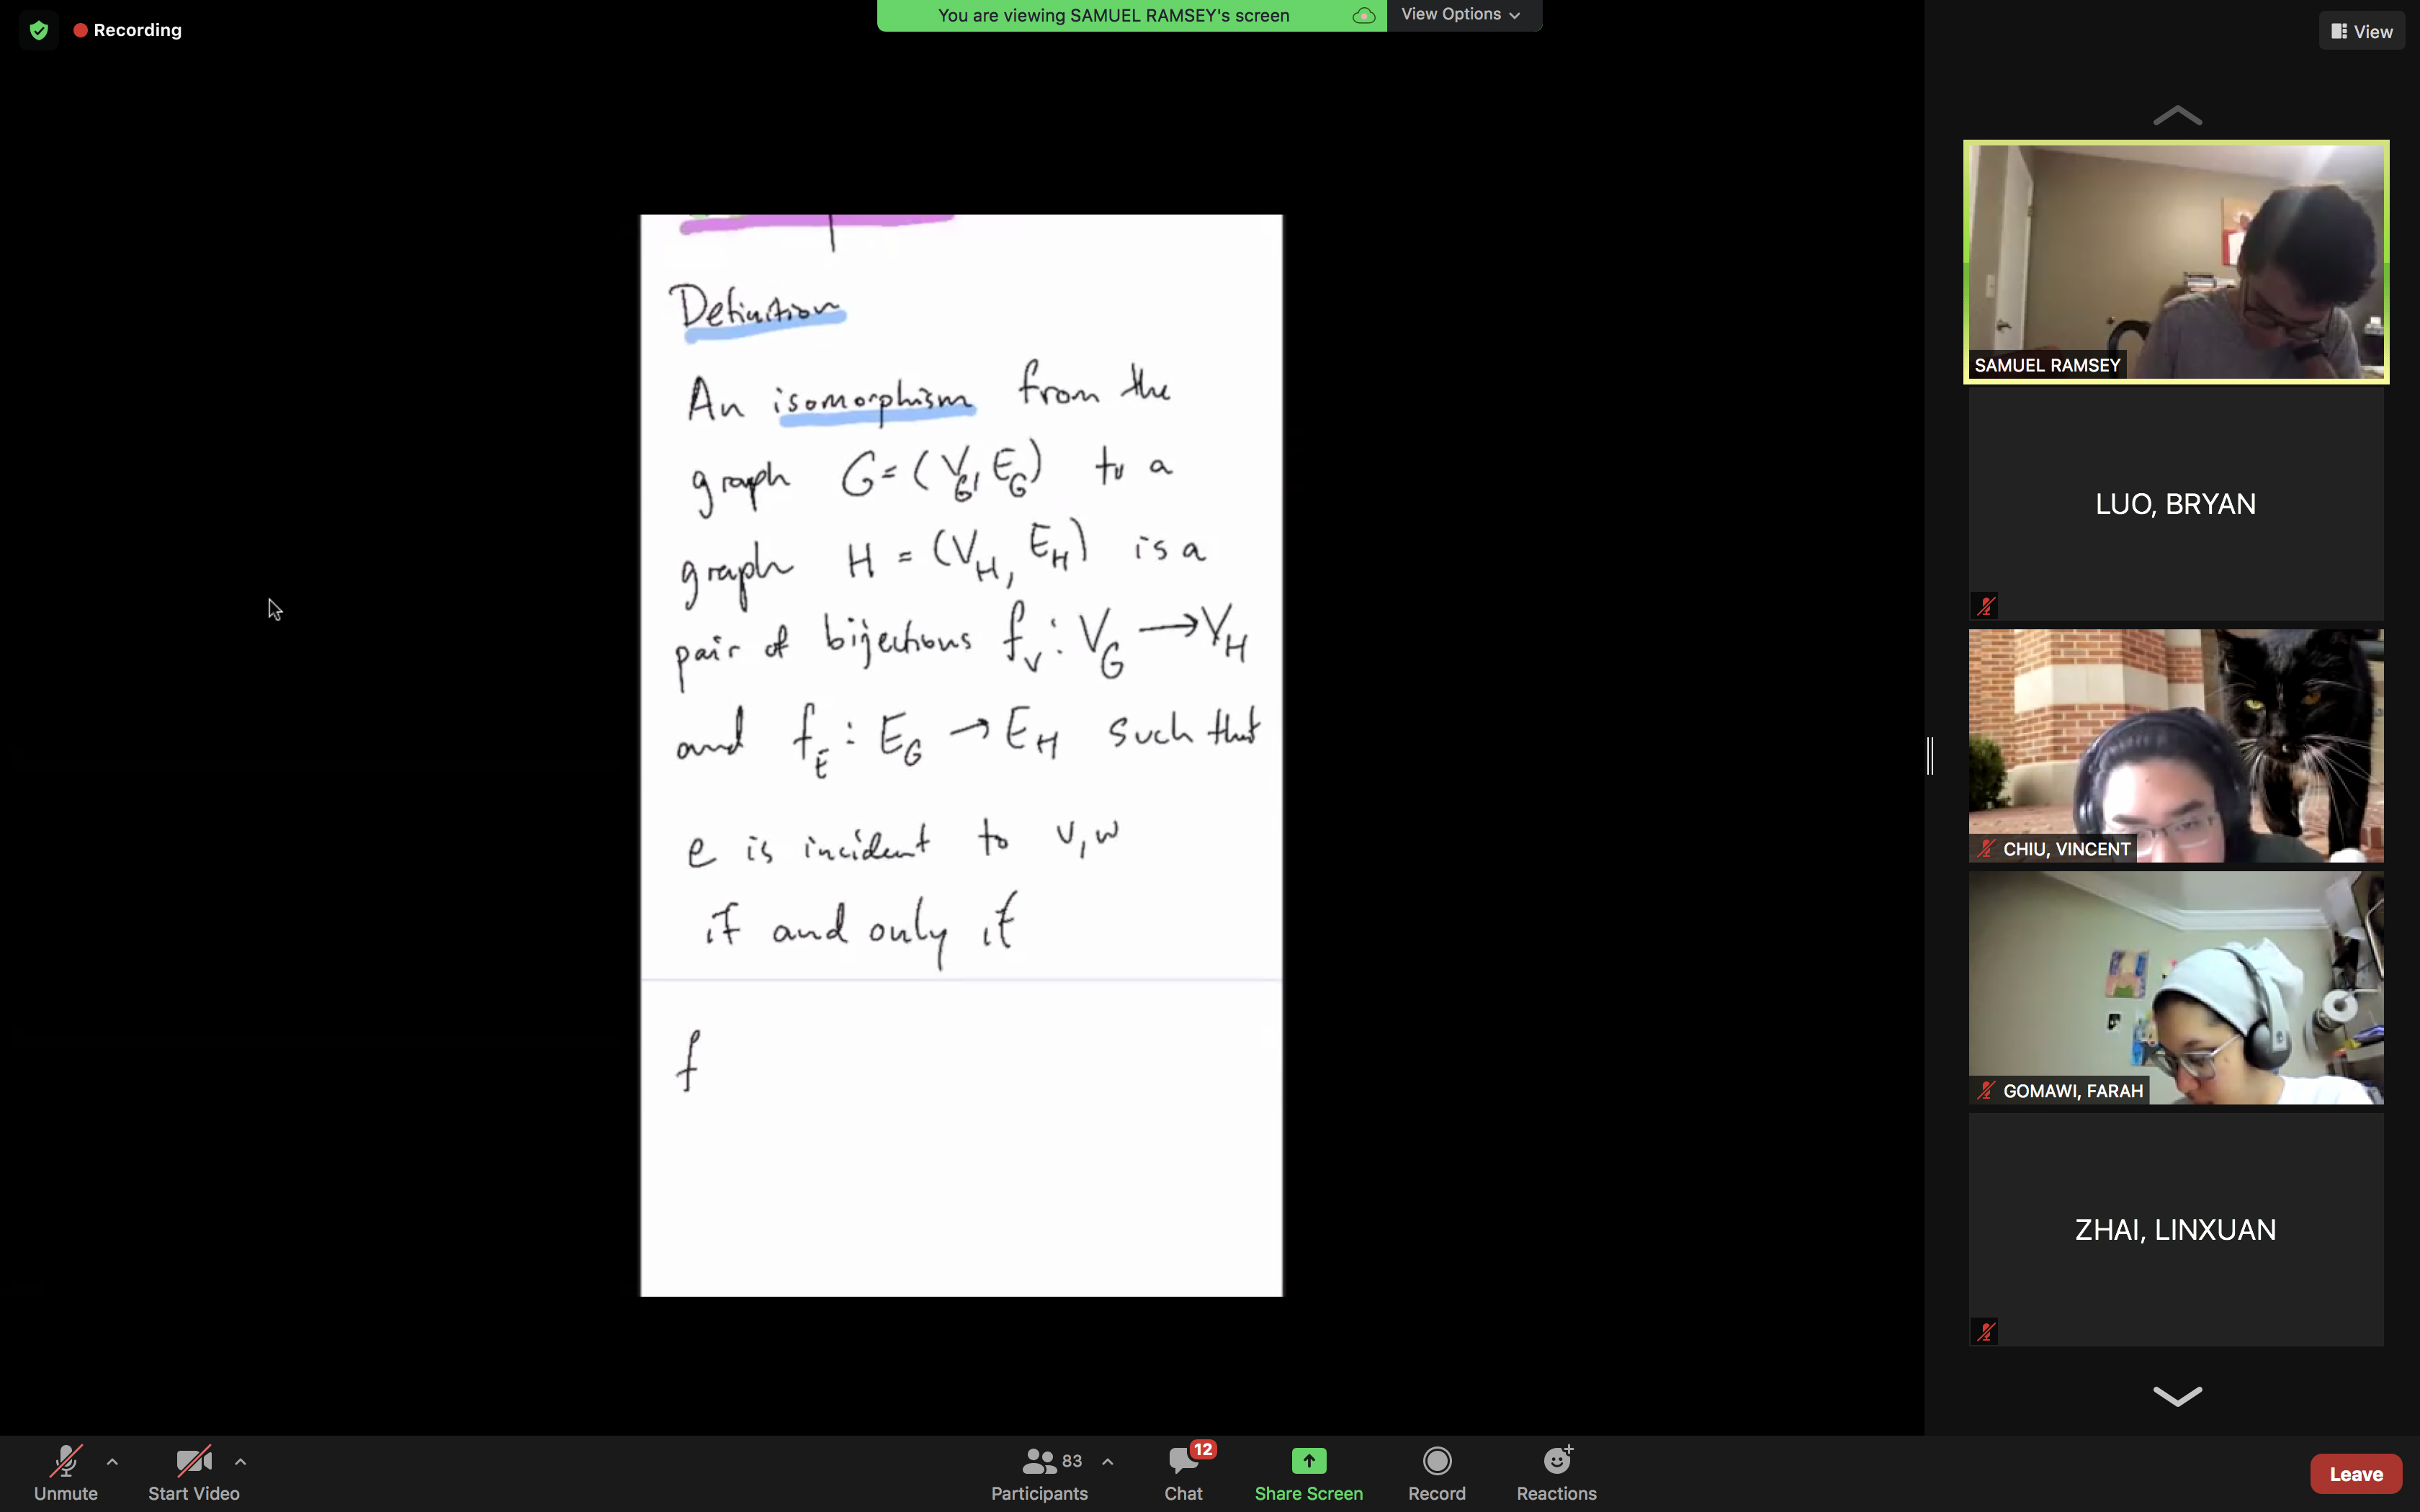 Recording
You are viewing SAMUEL RAMSEY's screen
View Options
View
Definition
An isomorphism from the
graph G = (V_G, E_G) to a
graph H = (V_H, E_H) is a
pair of bijections f_V : V_G → V_H
and f_E : E_G → E_H such that
e is incident to v, w
if and only if
f
SAMUEL RAMSEY
LUO, BRYAN
CHIU, VINCENT
GOMAWI, FARAH
ZHAI, LINXUAN
Unmute
Start Video
83
Participants
12
Chat
Share Screen
Record
Reactions
Leave